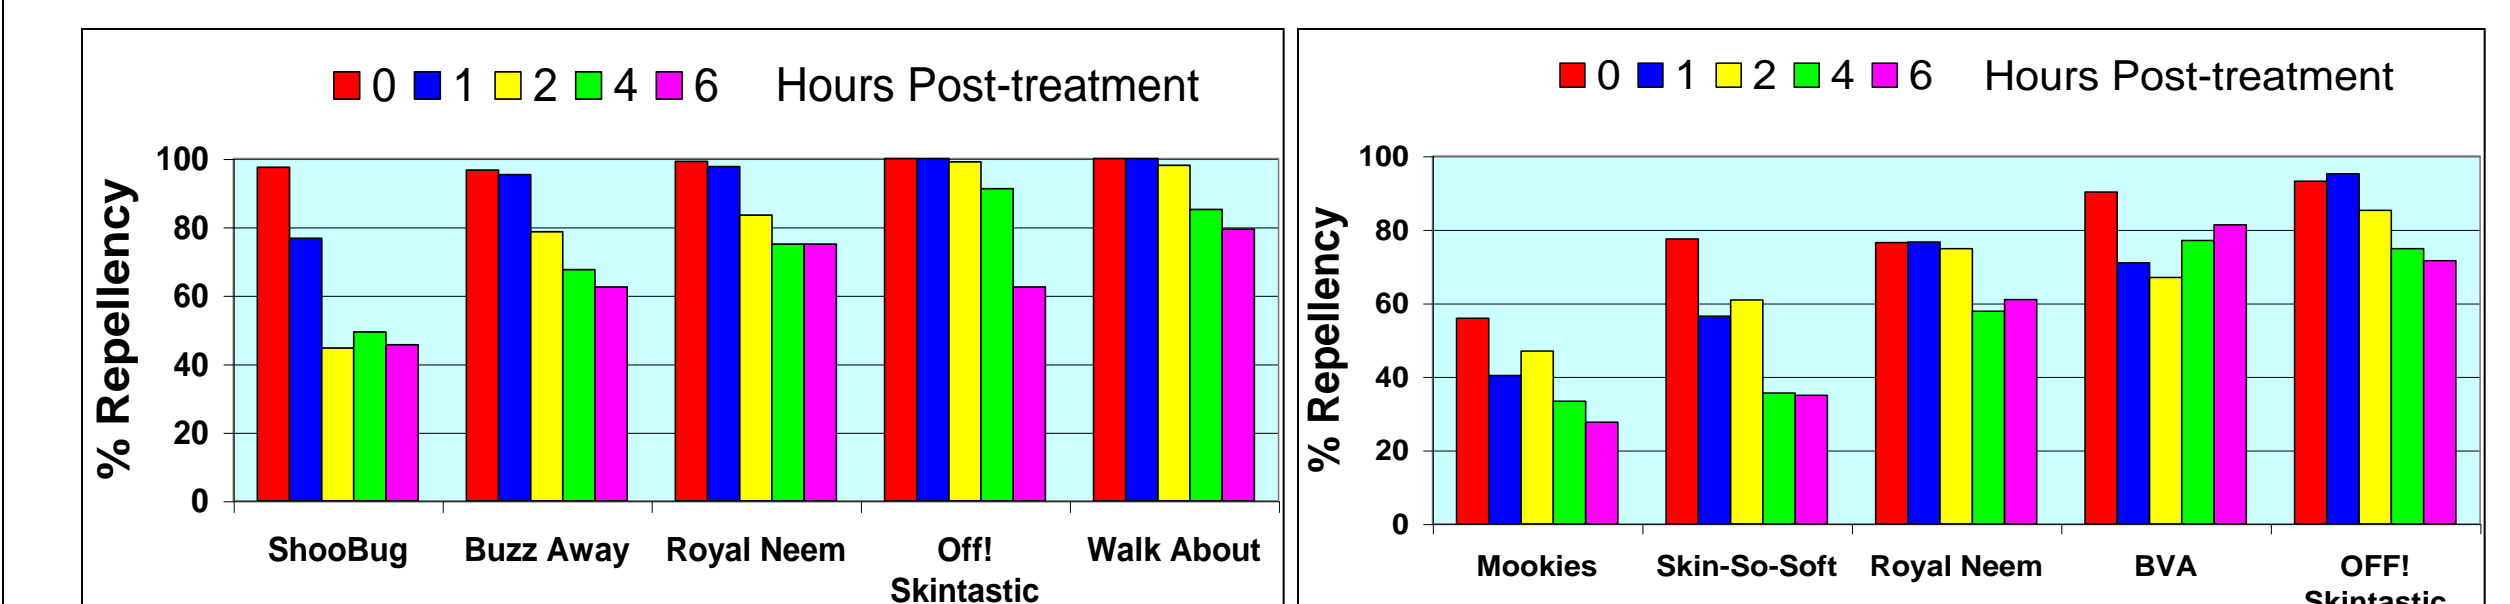 0 1 2 4 6 Hours Post-treatment
% Repellency
100
80
60
40
20
0
ShooBug Buzz Away Royal Neem Off! Walk About
Skintastic
0 1 2 4 6 Hours Post-treatment
% Repellency
100
80
60
40
20
0
Mookies Skin-So-Soft Royal Neem BVA OFF!
Skintastic